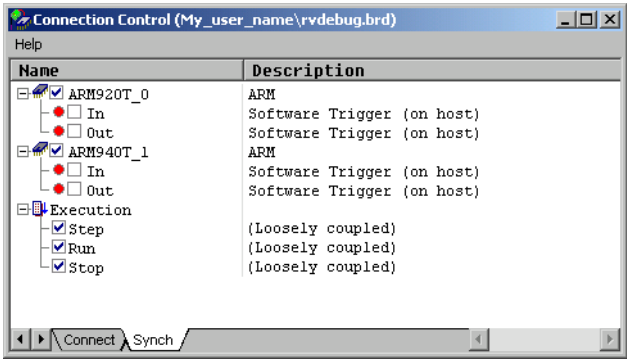 Connection Control (My_user_name\rvdebug.brd)
Help
Name Description
ARM920T_0 ARM
In Software Trigger (on host)
Out Software Trigger (on host)
ARM940T_1 ARM
In Software Trigger (on host)
Out Software Trigger (on host)
Execution
Step (Loosely coupled)
Run (Loosely coupled)
Stop (Loosely coupled)
Connect Synch